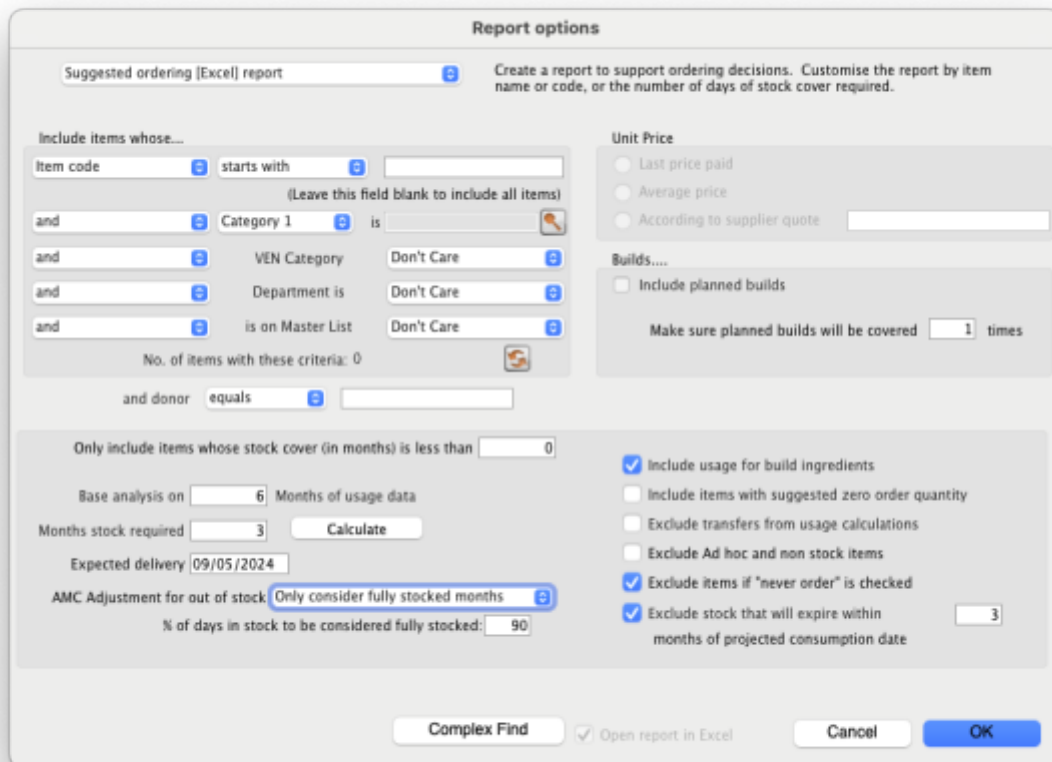 Report options
Suggested ordering [Excel] report
Create a report to support ordering decisions. Customise the report by item
name or code, or the number of days of stock cover required.
Include items whose....
Item code starts with
(Leave this field blank to include all items)
and Category 1 is
and VEN Category Don't Care
and Department is Don't Care
and is on Master List Don't Care
No. of items with these criteria: 0
and donor equals
Unit Price
Last price paid
Average price
According to supplier quote
Builds....
Include planned builds
Make sure planned builds will be covered 1 times
Only include items whose stock cover (in months) is less than 0
Base analysis on 6 Months of usage data
Months stock required 3 Calculate
Expected delivery 09/05/2024
AMC Adjustment for out of stock Only consider fully stocked months
% of days in stock to be considered fully stocked: 90
Include usage for build ingredients
Include items with suggested zero order quantity
Exclude transfers from usage calculations
Exclude Ad hoc and non stock items
Exclude items if "never order" is checked
Exclude stock that will expire within 3
months of projected consumption date
Complex Find Open report in Excel Cancel OK